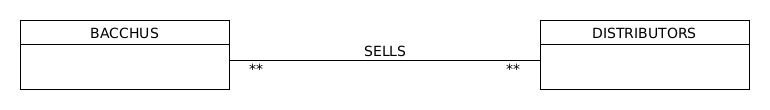 BACCHUS
DISTRIBUTORS
SELLS
** **